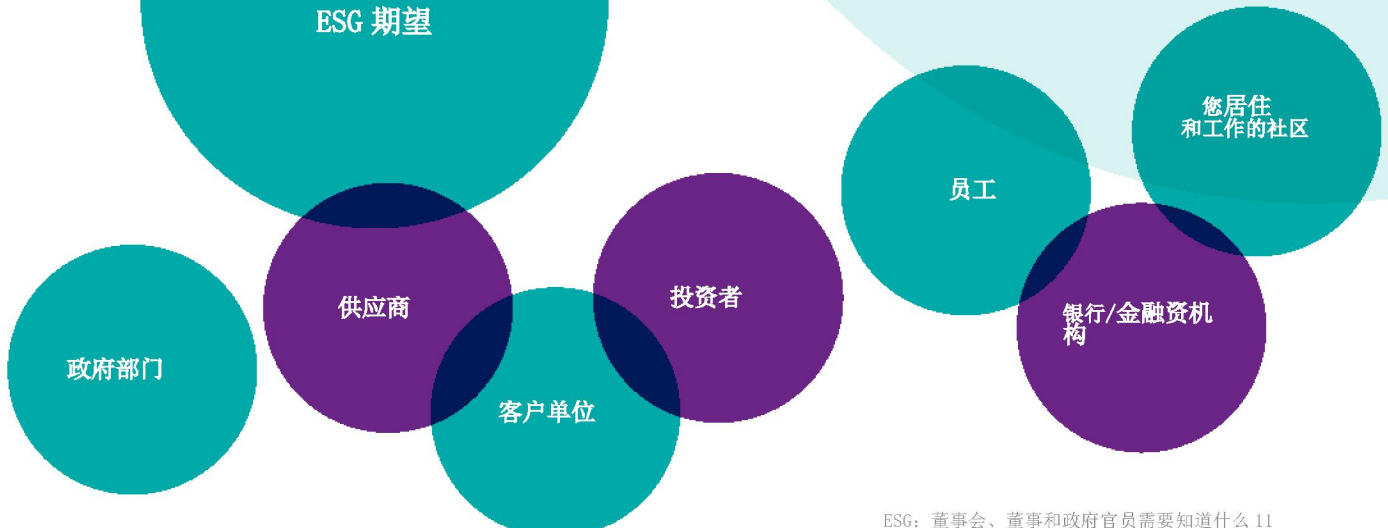 ESG 期望
您居住
和工作的社区
员工
供应商
投资者
银行/金融资机
构
政府部门
客户单位
ESG: 董事会、董事和政府官员需要知道什么 11